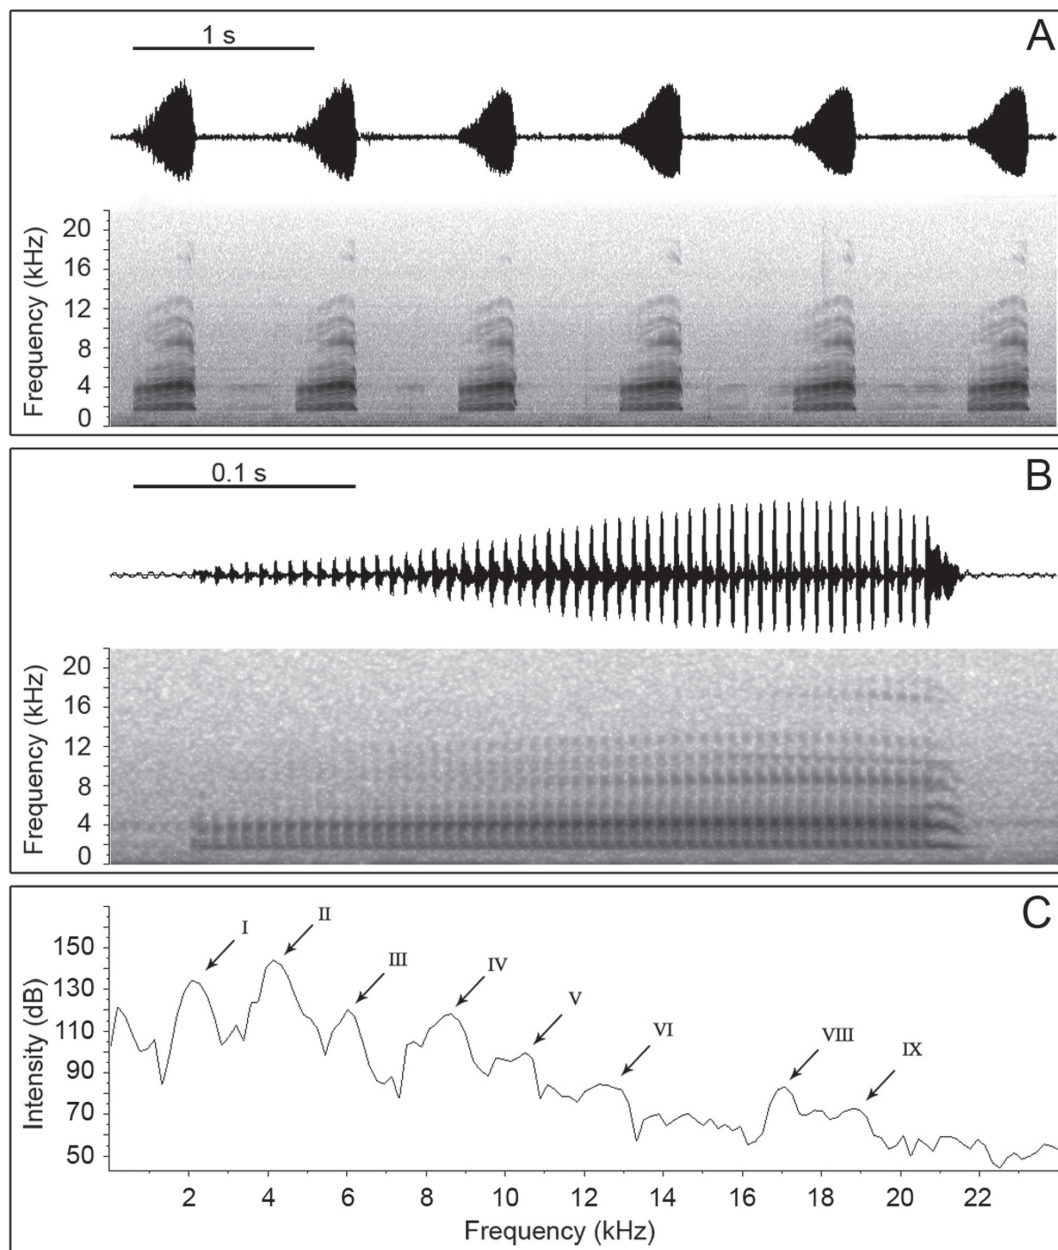 A
1 s
20
16
12
8
4
0
Frequency (kHz)
B
0.1 s
20
16
12
8
4
0
Frequency (kHz)
C
I
II
III
IV
V
VI
VIII
IX
150
130
110
90
70
50
Intensity (dB)
2 4 6 8 10 12 14 16 18 20 22
Frequency (kHz)